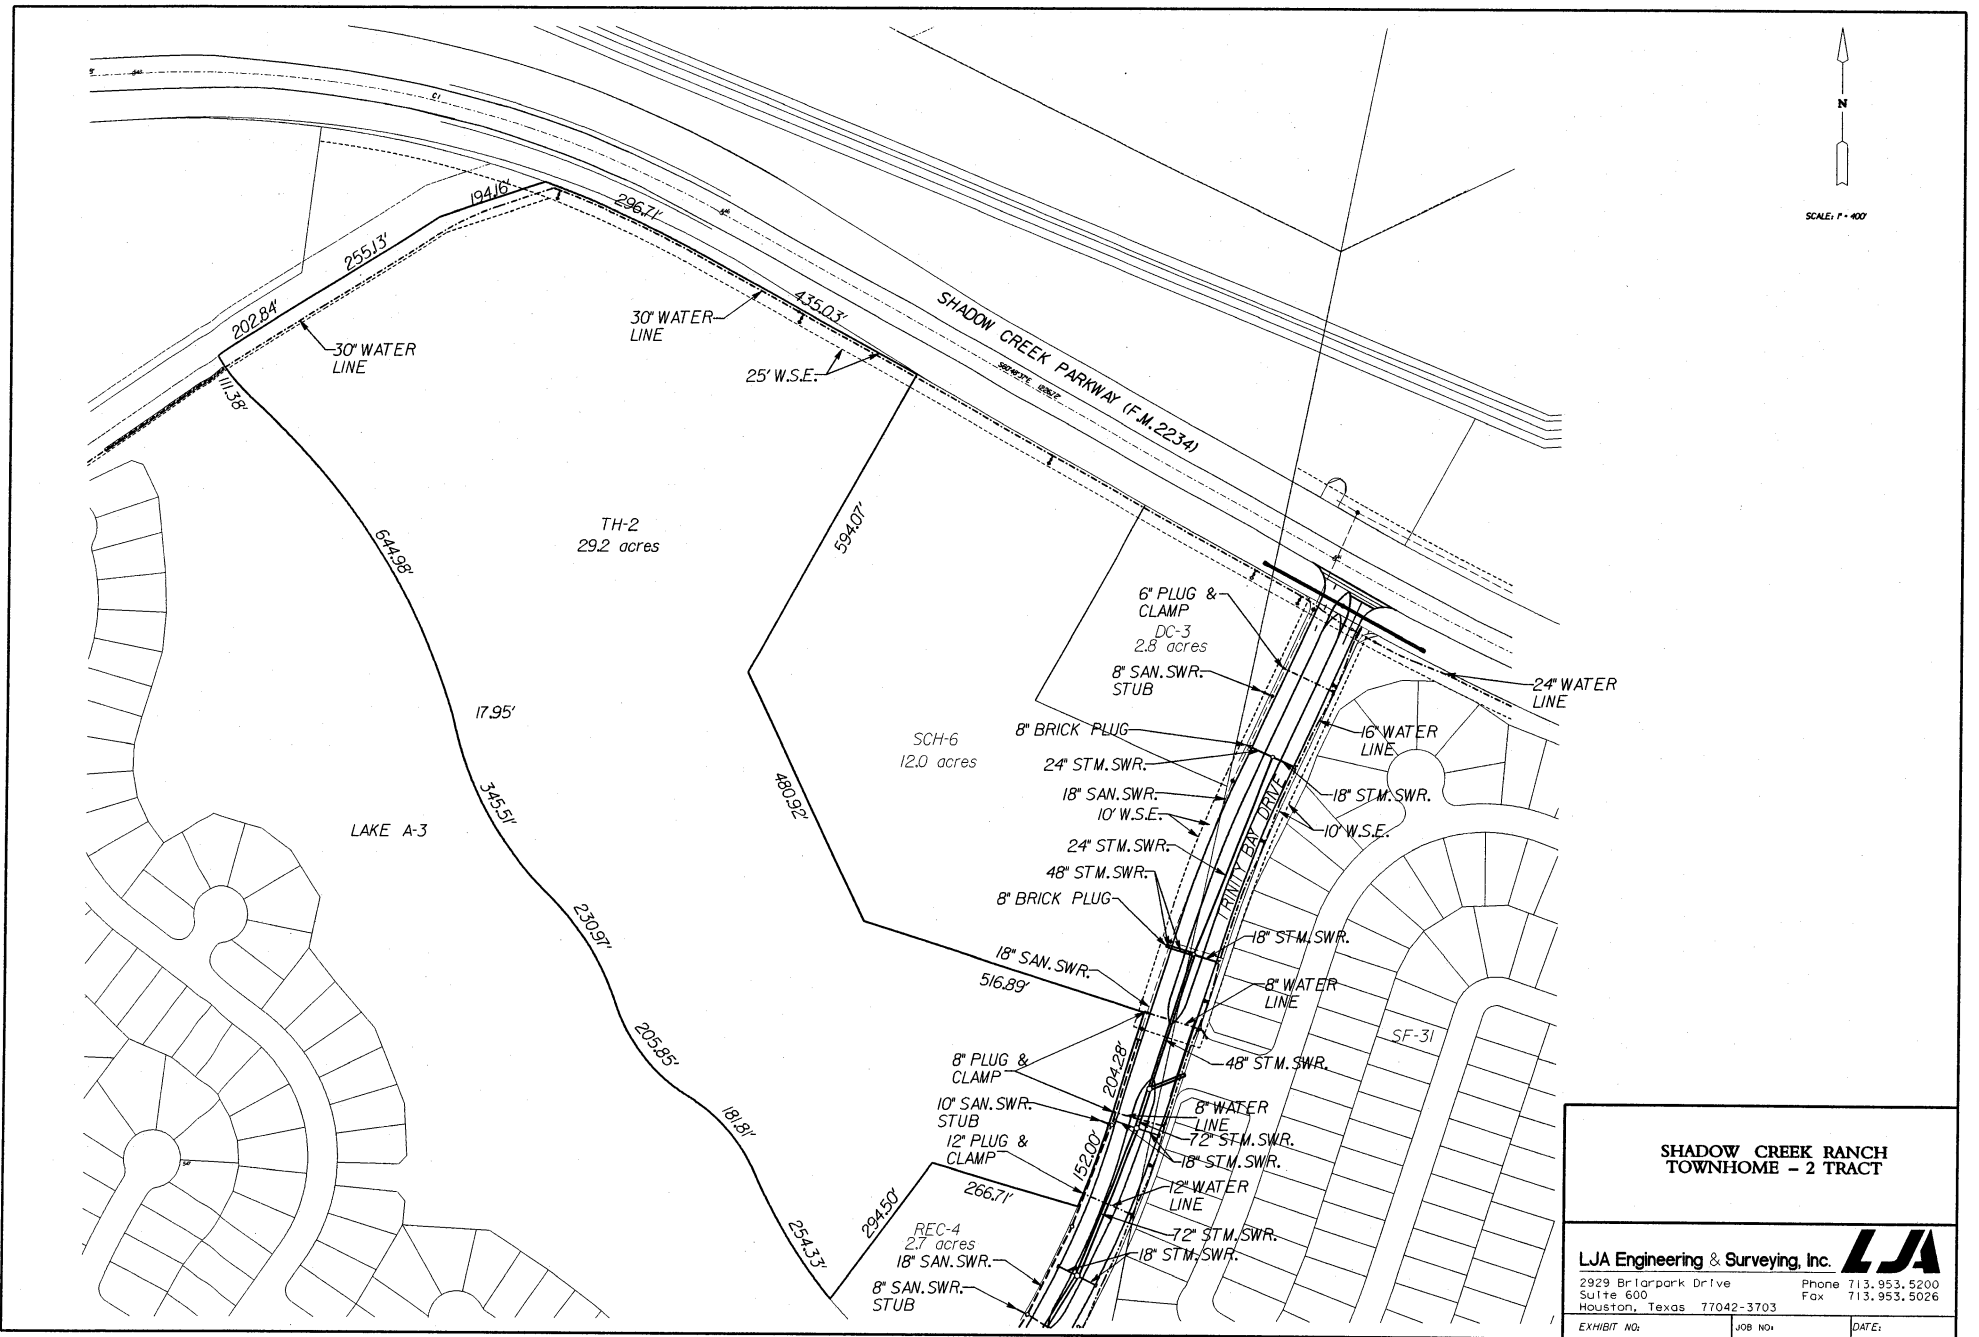 N
SCALE: 1" = 400'
194.16'
296.71'
255.13'
202.84'
30" WATER
LINE
30" WATER
LINE
435.03'
25' W.S.E.
111.38'
SHADOW CREEK PARKWAY (F.M. 2234)
TH-2
29.2 acres
644.98'
594.07'
6" PLUG &
CLAMP
DC-3
2.8 acres
8" SAN. SWR.
STUB
24" WATER
LINE
17.95'
8" BRICK PLUG
16" WATER
LINE
SCH-6
12.0 acres
24" STM. SWR.
18" SAN. SWR.
18" STM. SWR.
10' W.S.E.
10' W.S.E.
480.92'
345.51'
LAKE A-3
24" STM. SWR.
TRINITY BAY DRIVE
48" STM. SWR.
8" BRICK PLUG
230.97'
18" STM. SWR.
18" SAN. SWR.
516.89'
8" WATER
LINE
SF-31
205.85'
8" PLUG &
CLAMP
204.28'
48" STM. SWR.
10" SAN. SWR.
STUB
8" WATER
LINE
181.81'
12" PLUG &
CLAMP
152.00'
72" STM. SWR.
18" STM. SWR.
266.71'
12" WATER
LINE
294.50'
254.33'
REC-4
2.7 acres
72" STM. SWR.
18" SAN. SWR.
18" STM. SWR.
8" SAN. SWR.
STUB
SHADOW CREEK RANCH
TOWNHOME - 2 TRACT
LJA Engineering & Surveying, Inc.
LJA
2929 Briarpark Drive
Phone 713.953.5200
Suite 600
Fax 713.953.5026
Houston, Texas 77042-3703
EXHIBIT NO:
JOB NO:
DATE: